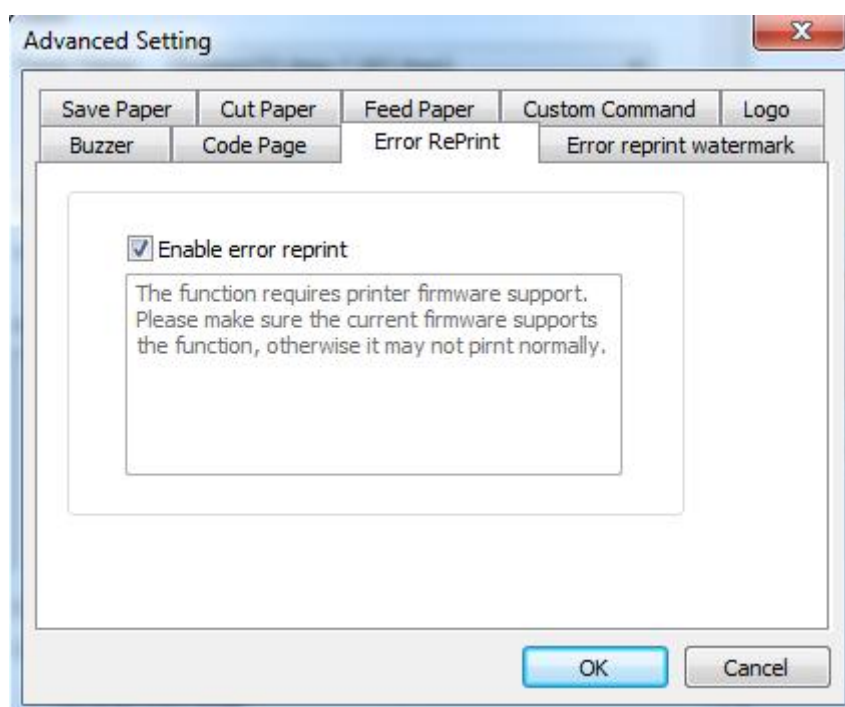 Advanced Setting
Save Paper Cut Paper Feed Paper Custom Command Logo
Buzzer Code Page Error RePrint Error reprint watermark
Enable error reprint
The function requires printer firmware support.
Please make sure the current firmware supports
the function, otherwise it may not pirnt normally.
OK Cancel